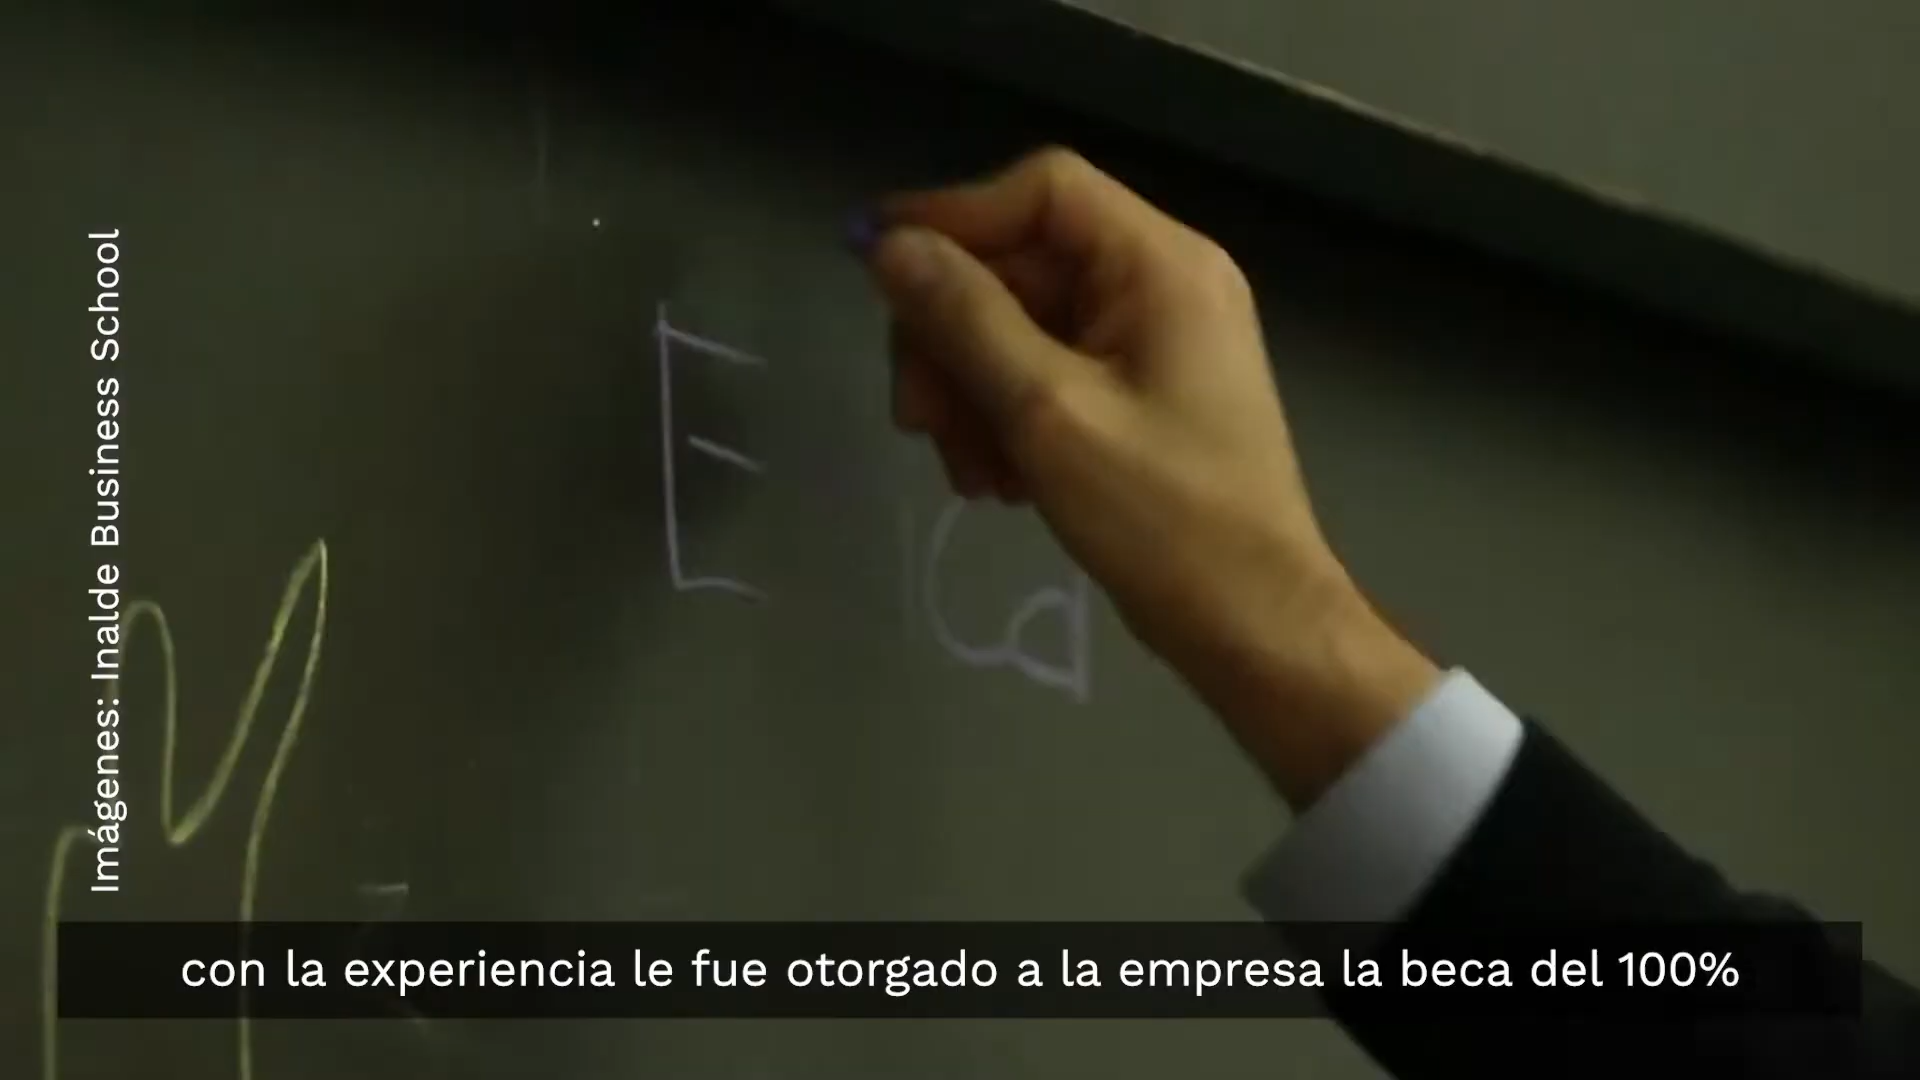 Imágenes: Inalde Business School
E
con la experiencia le fue otorgado a la empresa la beca del 100%